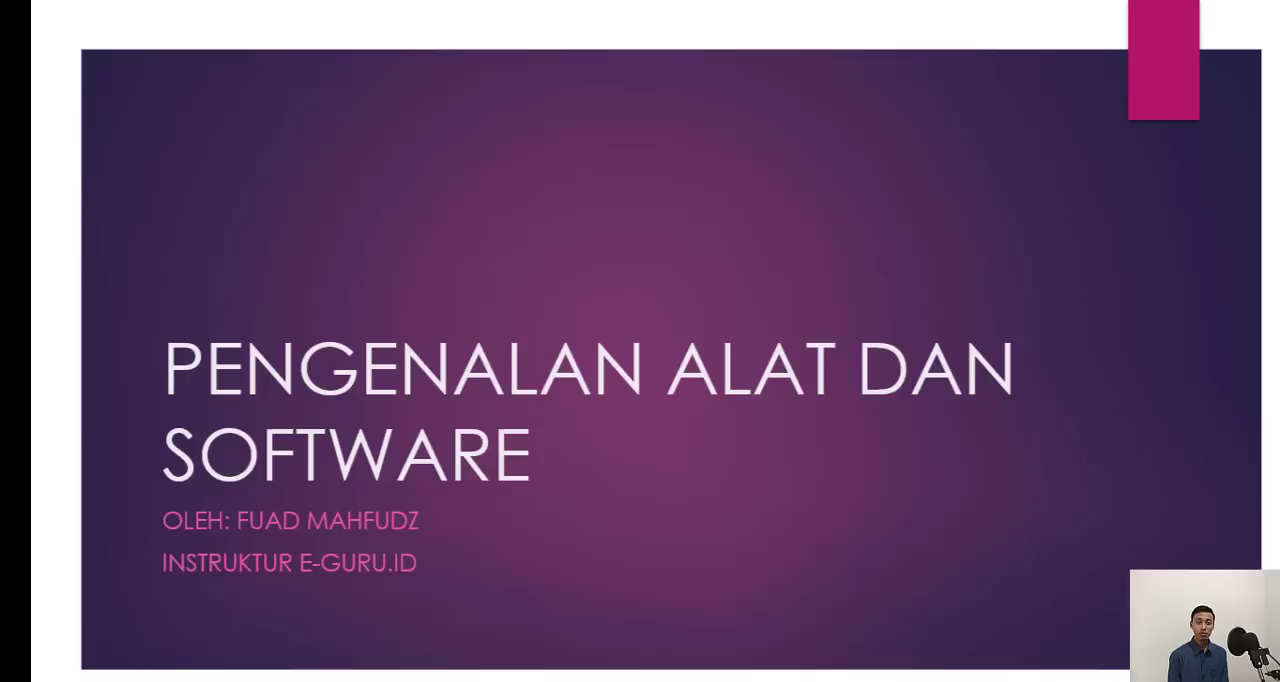 PENGENALAN ALAT DAN
SOFTWARE
OLEH: FUAD MAHFUDZ
INSTRUKTUR E-GURU.ID